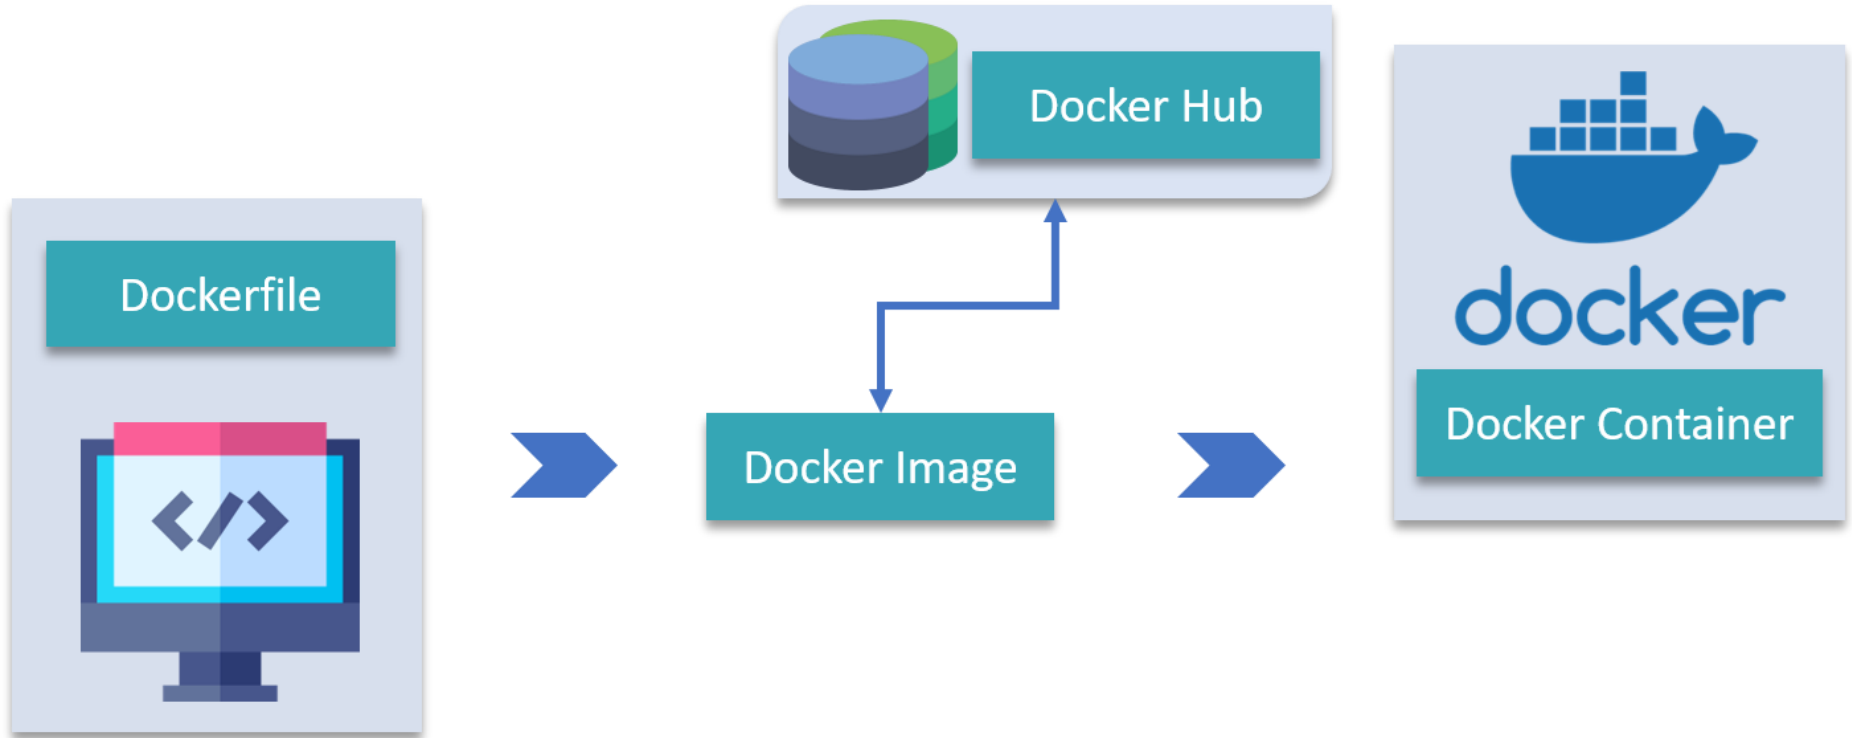 Docker Hub
Dockerfile
</>
Docker Image
docker
Docker Container